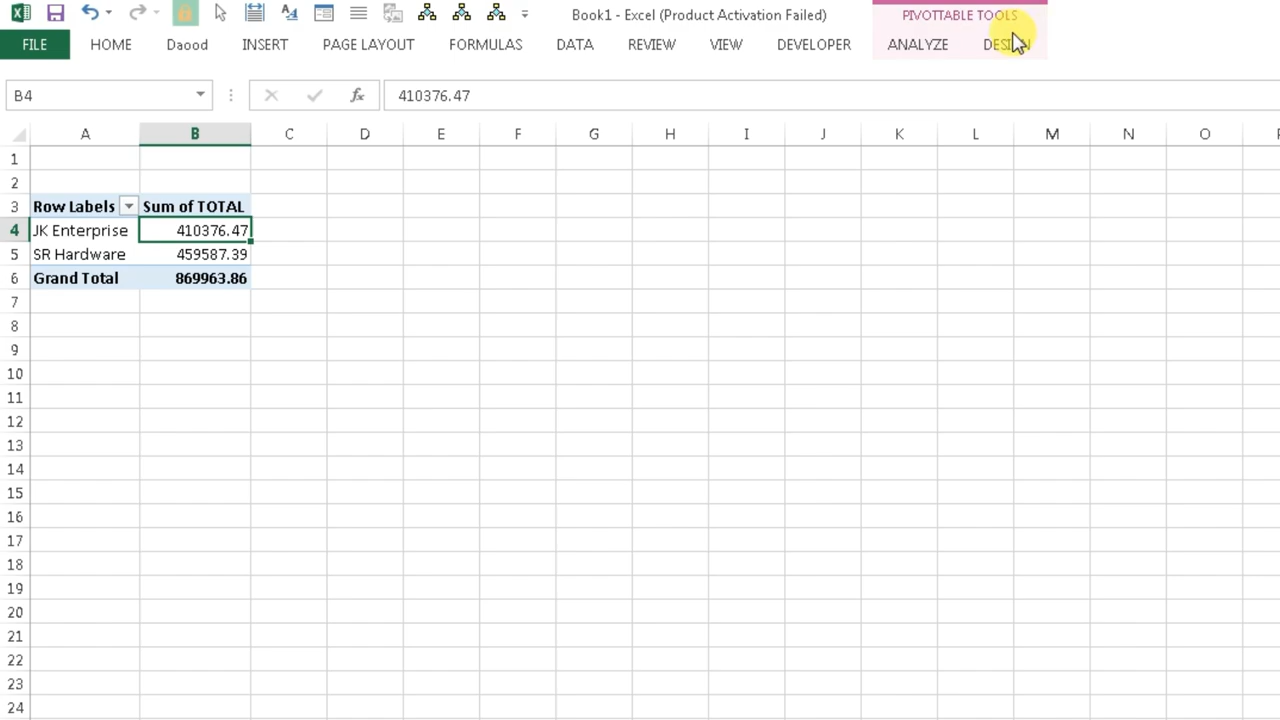 Book1 - Excel (Product Activation Failed)
PIVOTTABLE TOOLS
FILE HOME Daood INSERT PAGE LAYOUT FORMULAS DATA REVIEW VIEW DEVELOPER ANALYZE DESIGN
B4 fx 410376.47
A B C D E F G H I J K L M N O
1
2
3 Row Labels Sum of TOTAL
4 JK Enterprise 410376.47
5 SR Hardware 459587.39
6 Grand Total 869963.86
7
8
9
10
11
12
13
14
15
16
17
18
19
20
21
22
23
24